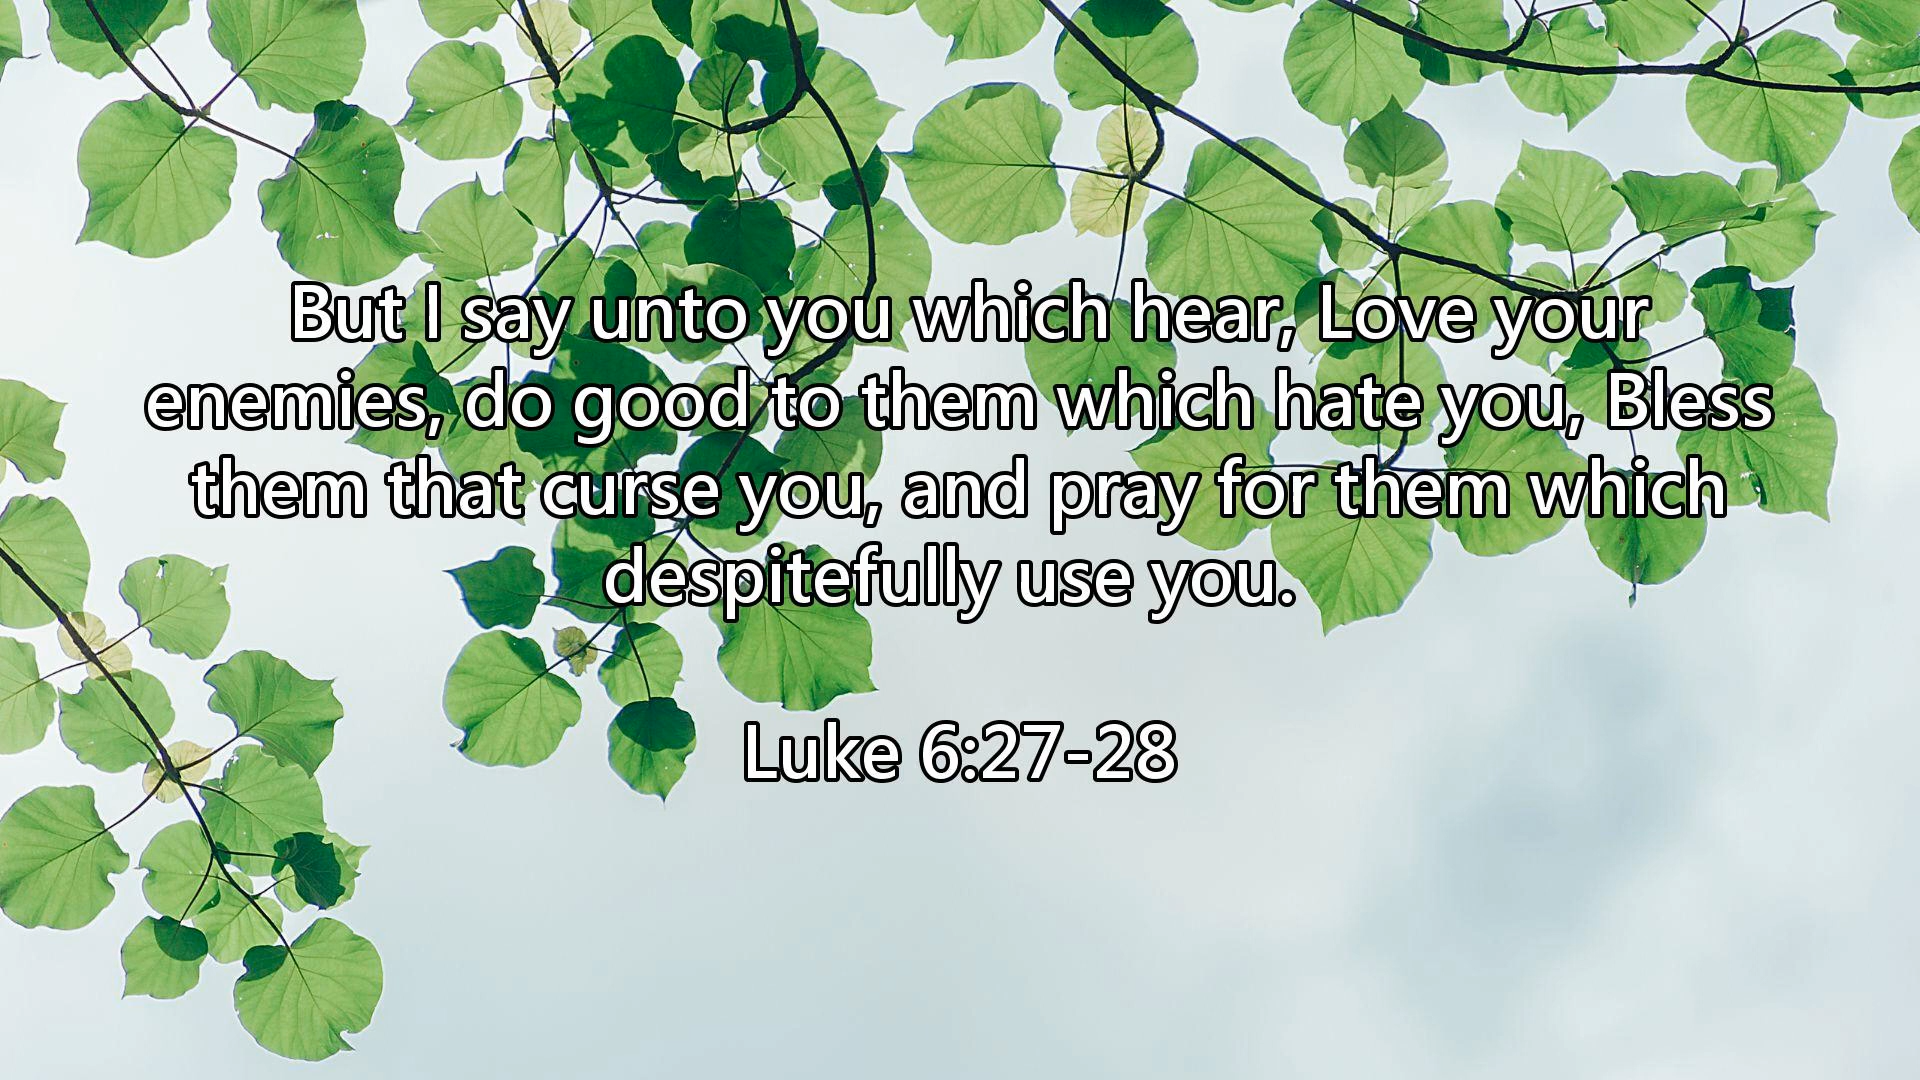 But I say unto you which hear, Love your
enemies, do good to them which hate you, Bless
them that curse you, and pray for them which
despitefully use you.
Luke 6:27-28